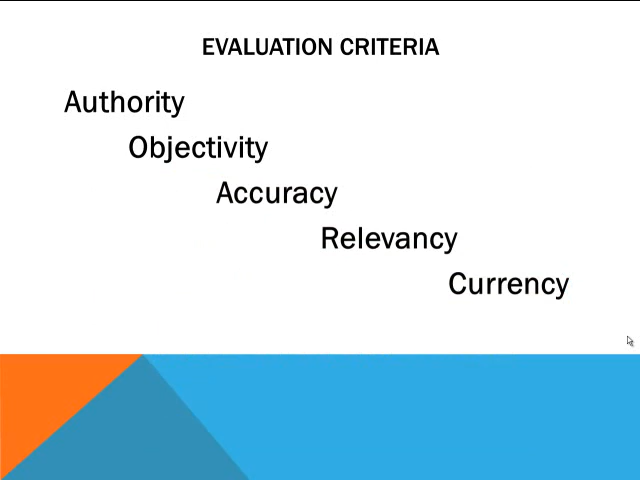 EVALUATION CRITERIA
Authority
Objectivity
Accuracy
Relevancy
Currency